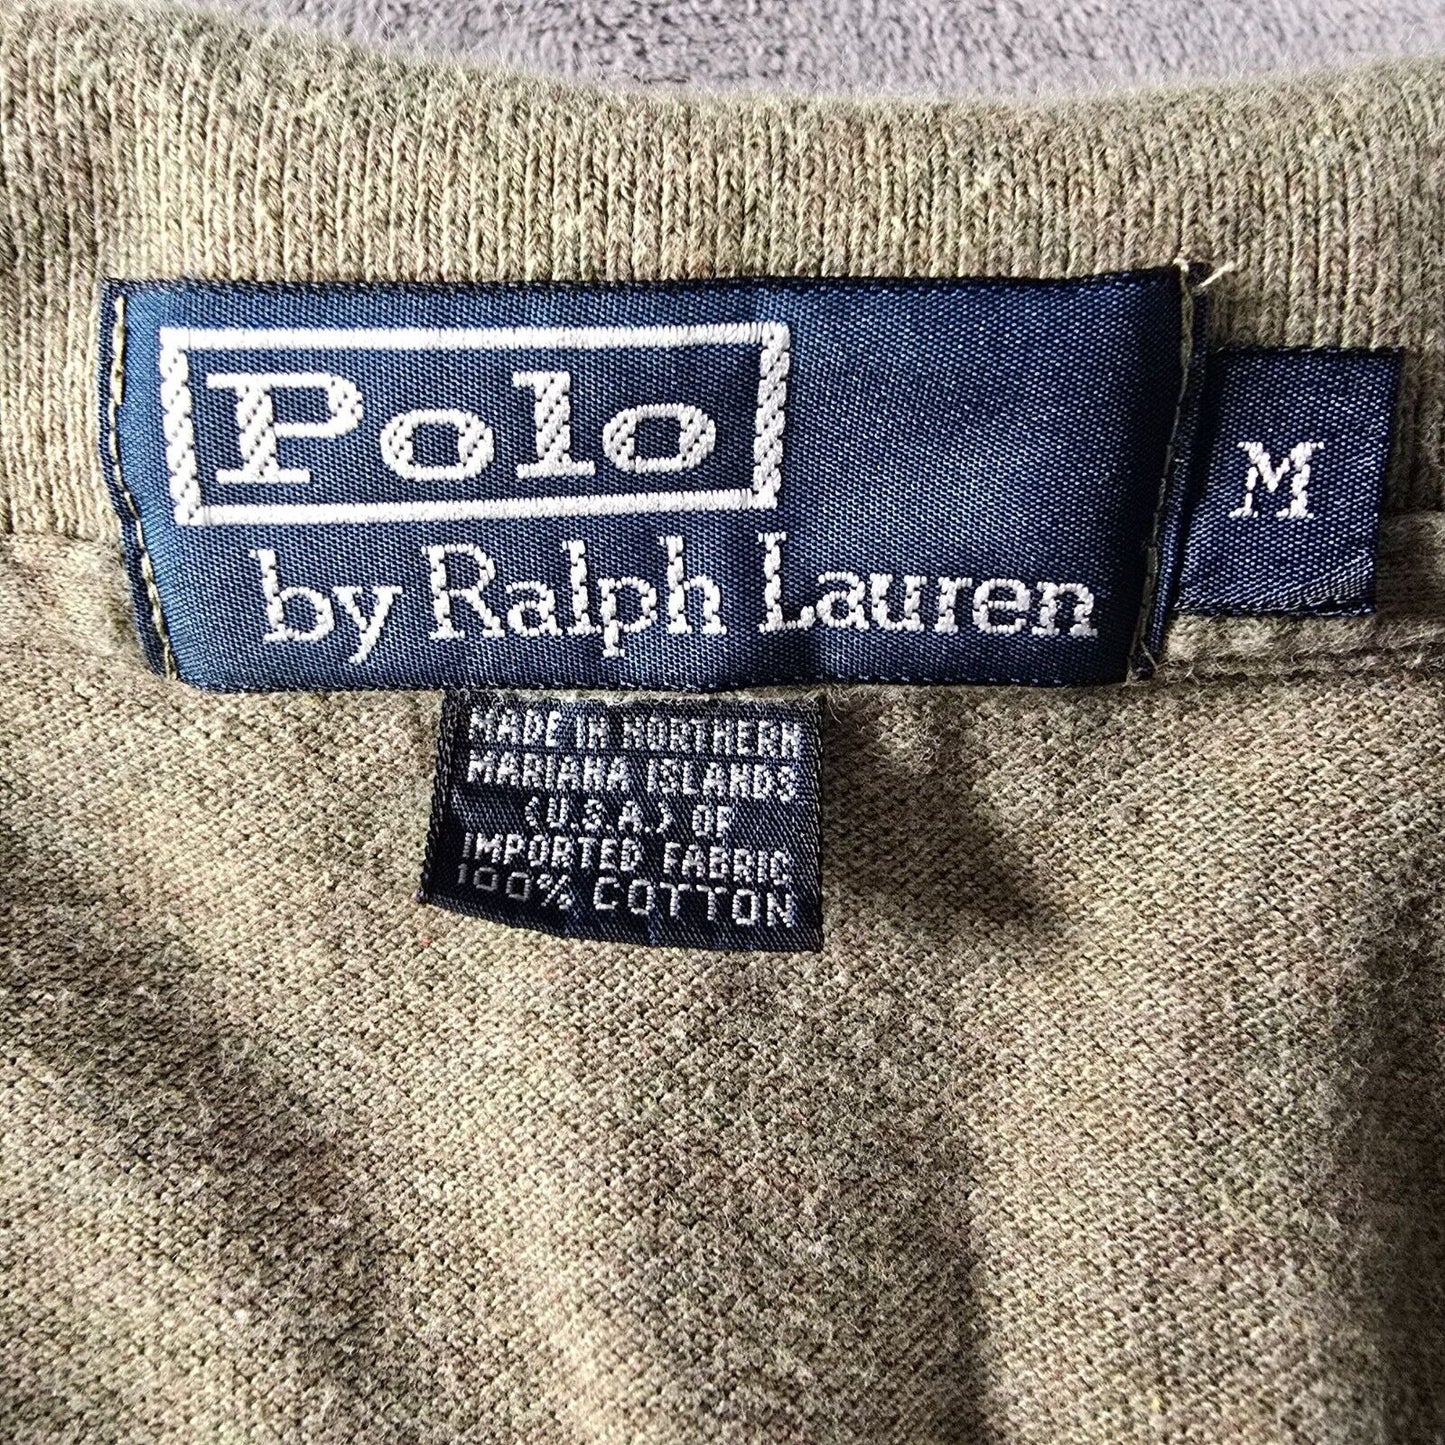 Polo
by Ralph Lauren
M
MADE IN NORTHERN
MARIANA ISLANDS
(U.S.A.) OF
IMPORTED FABRIC
100% COTTON